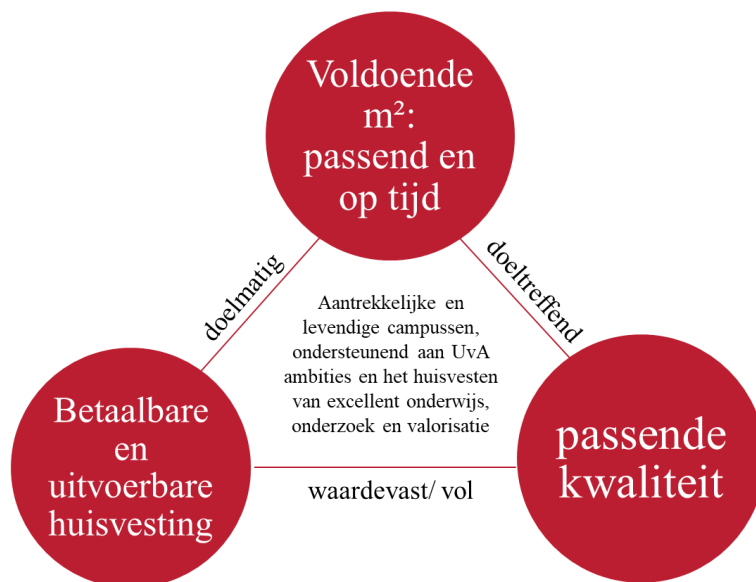 Voldoende
m²:
passend en
op tijd
doelmatig
doeltreffend
Aantrekkelijke en
levendige campussen,
ondersteunend aan UvA
ambities en het huisvesten
van excellent onderwijs,
onderzoek en valorisatie
Betaalbare
en
uitvoerbare
huisvesting
waardevast/ vol
passende
kwaliteit